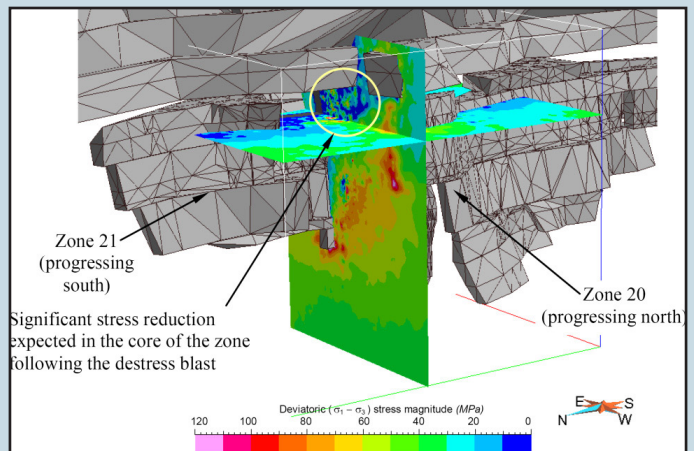 Zone 21
(progressing
south)
Significant stress reduction
expected in the core of the zone
following the destress blast
Zone 20
(progressing north)
Deviatoric (σ1 − σ3) stress magnitude (MPa)
120 100 80 60 40 20 0
E S
N W